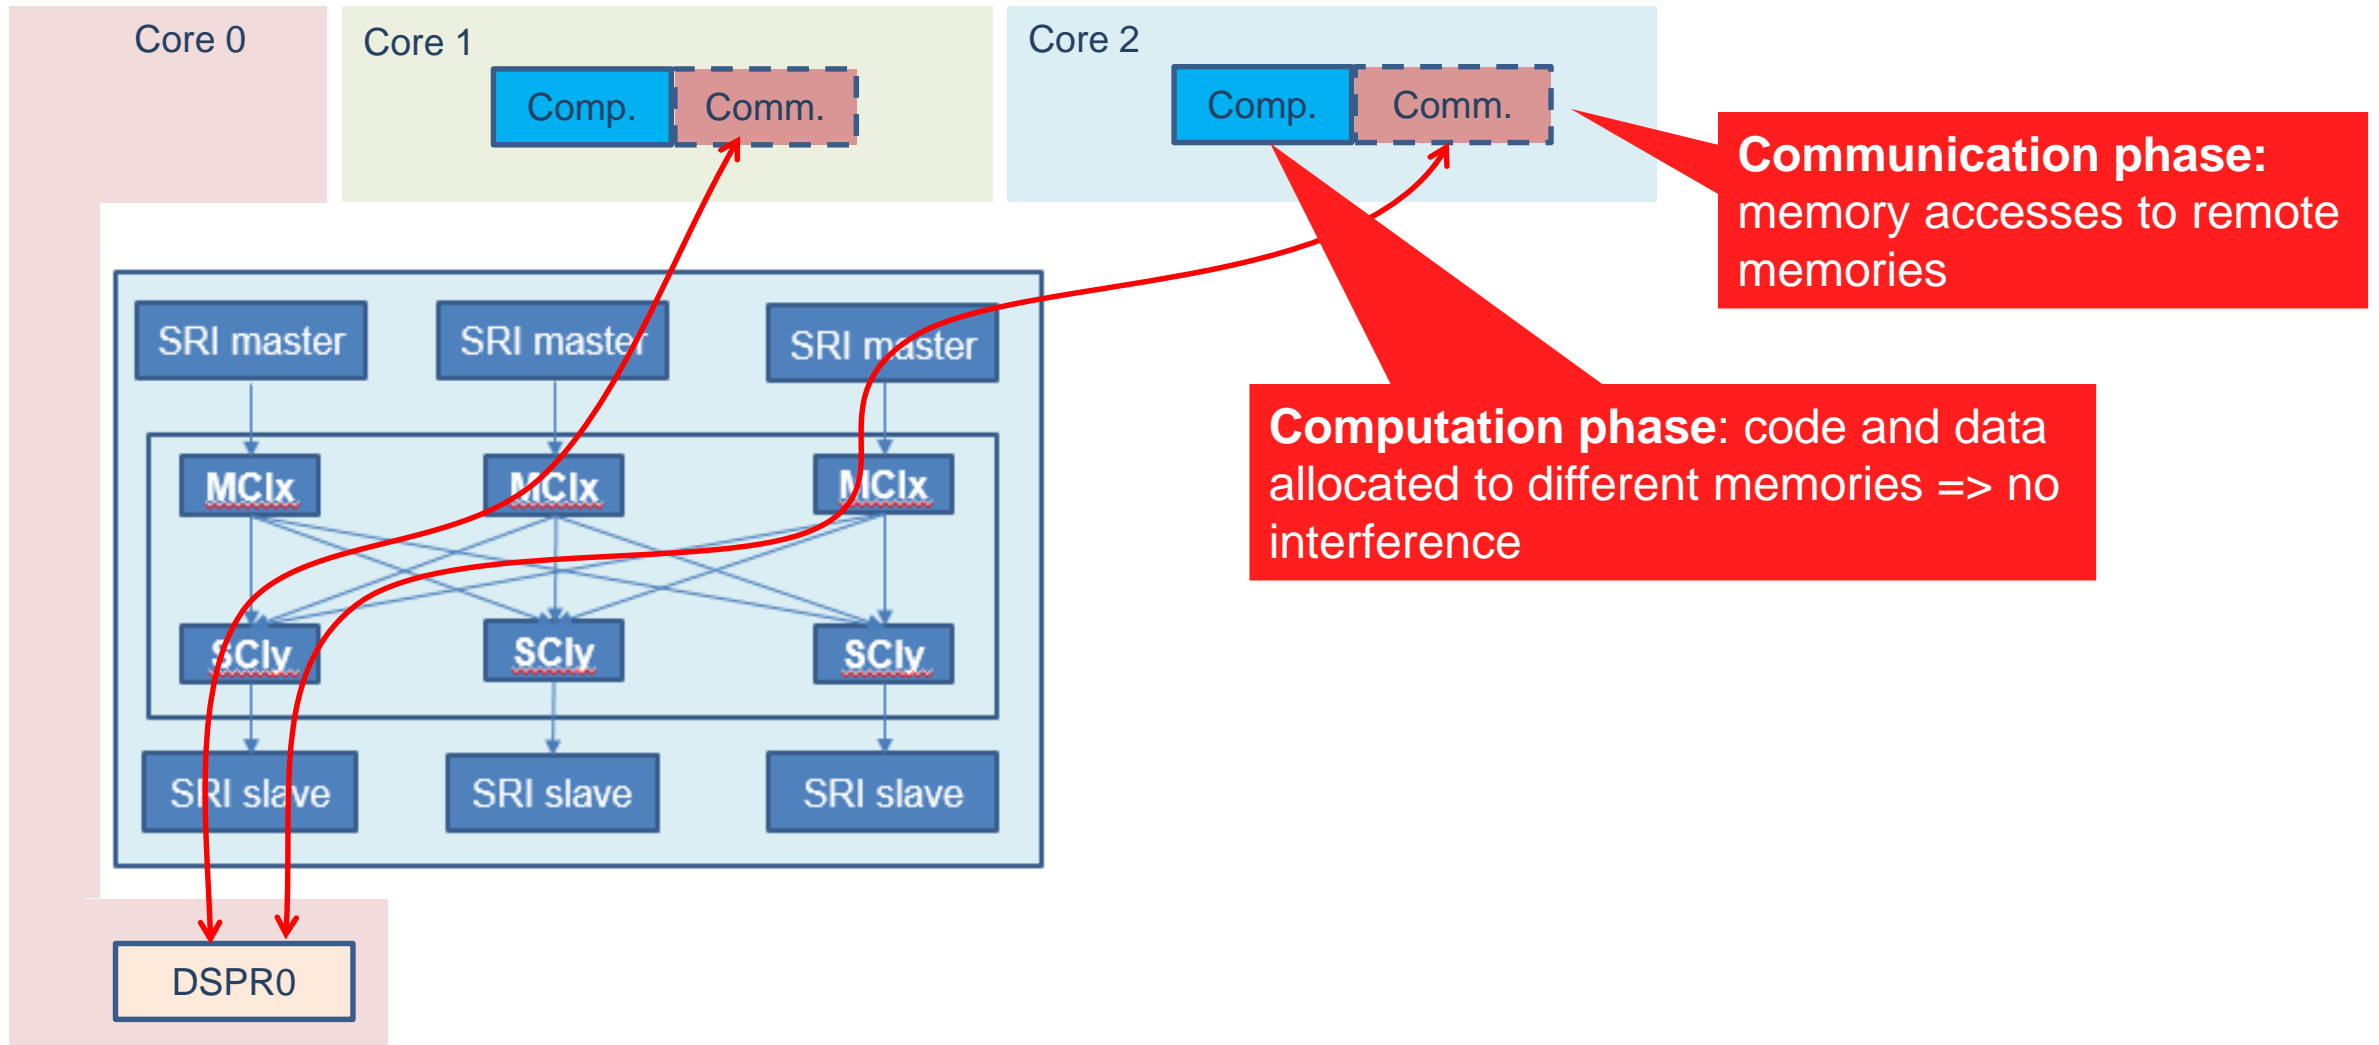 Core 0
Core 1
Core 2
Comp.
Comm.
Comp.
Comm.
Communication phase:
memory accesses to remote
memories
SRI master
SRI master
SRI master
Computation phase: code and data
allocated to different memories => no
interference
MCIx
MCIx
MCIx
SCIy
SCIy
SCIy
SRI slave
SRI slave
SRI slave
DSPR0